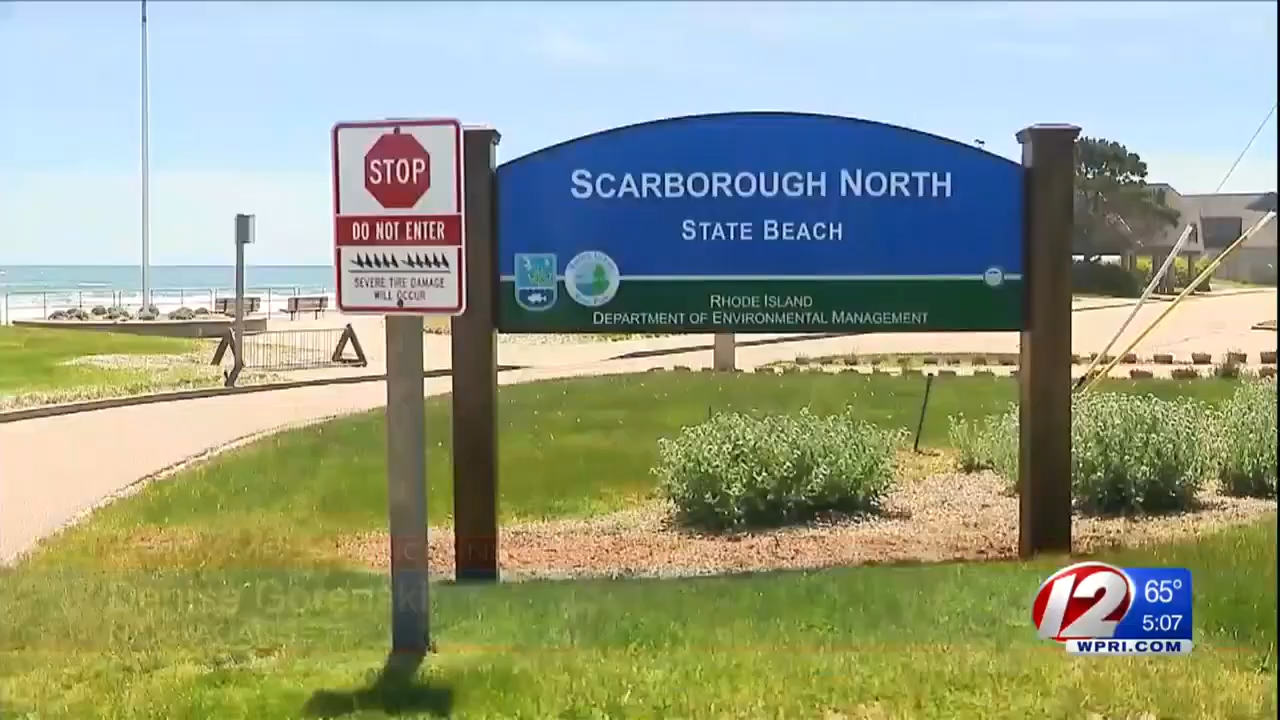 STOP
DO NOT ENTER
SEVERE TIRE DAMAGE
WILL OCCUR
SCARBOROUGH NORTH
STATE BEACH
RHODE ISLAND
DEPARTMENT OF ENVIRONMENTAL MANAGEMENT
12
65°
5:07
WPRI.COM